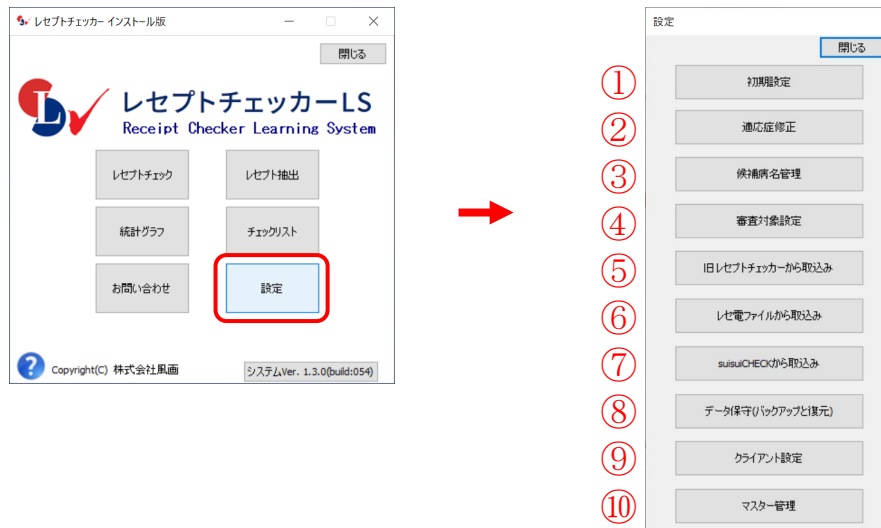 レセプトチェッカー インストール版
閉じる
レセプトチェッカーLS
Receipt Checker Learning System
レセプトチェック
レセプト抽出
統計グラフ
チェックリスト
お問い合わせ
設定
Copyright(C) 株式会社風画
システムVer. 1.3.0(build:054)
設定
閉じる
① 初期設定
② 適応症修正
③ 候補病名管理
④ 審査対象設定
⑤ 旧レセプトチェッカーから取込み
⑥ レセ電ファイルから取込み
⑦ suisuiCHECKから取込み
⑧ データ保守(バックアップと復元)
⑨ クライアント設定
⑩ マスター管理